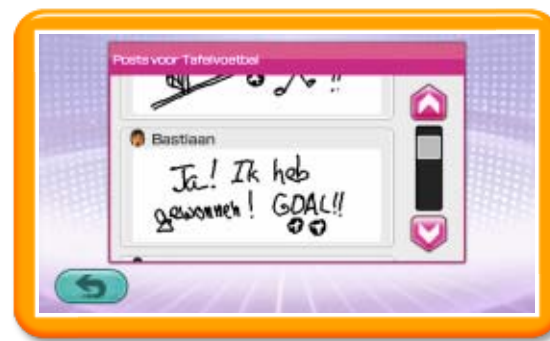 Posts voor Tafelvoetbal
!!
Bastiaan
Ja! Ik heb
gewonnen! GOAL!!